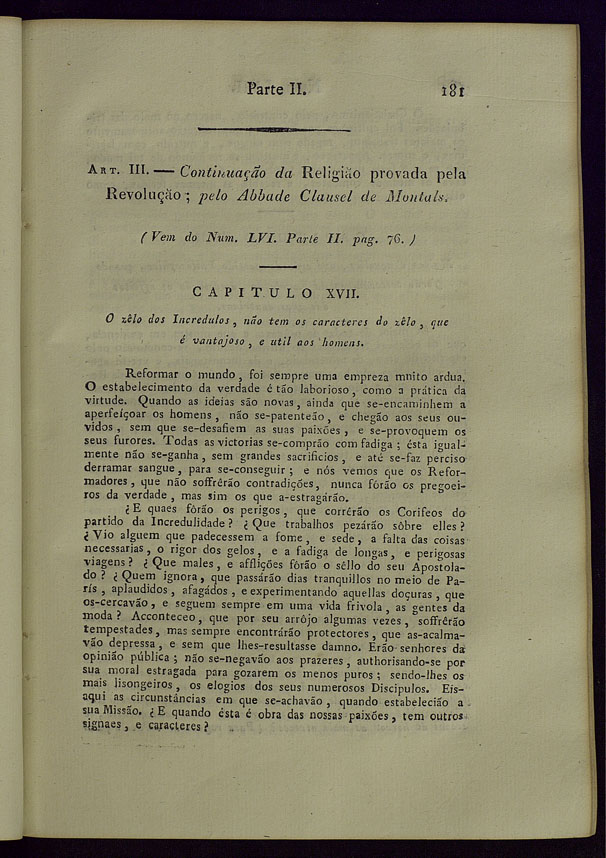 Parte II. 181
ART. III. — Continuação da Religião provada pela
Revolução; pelo Abbade Clausel de Montals.
(Vem do Num. LVI. Parte II. pag. 76.)
CAPITULO XVII.
O zêlo dos Incredulos, não tem os caracteres do zêlo, que
é vantajoso, e util aos homens.
Reformar o mundo, foi sempre uma empreza mnito ardua.
O estabelecimento da verdade é tão laborioso, como a prática da
virtude. Quando as ideias são novas, ainda que se-encaminhem a
aperfeiçoar os homens, não se-patenteão, e chegão aos seus ou-
vidos, sem que se-desafiem as suas paixões, e se-provoquem os
seus furores. Todas as victorias se-comprão com fadiga; ésta igual-
mente não se-ganha, sem grandes sacrificios, e até se-faz perciso
derramar sangue, para se-conseguir; e nós vemos que os Refor-
madores, que não soffrêrão contradições, nunca fôrão os pregoei-
ros da verdade, mas sim os que a-estragárão.
¿E quaes fôrão os perigos, que corrêrão os Corifeos do
partido da Incredulidade? ¿Que trabalhos pezárão sôbre elles?
¿Vio alguem que padecessem a fome, e sede, a falta das coisas
necessarias, o rigor dos gelos, e a fadiga de longas, e perigosas
viagens? ¿Que males, e afflições fôrão o sêllo do seu Apostola-
do? ¿Quem ignora, que passárão dias tranquillos no meio de Pa-
rís, aplaudidos, afagádos, e experimentando aquellas doçuras, que
os-cercavão, e seguem sempre em uma vida frivola, as gentes da
moda? Acconteceo, que por seu arrôjo algumas vezes, soffrêrão
tempestades, mas sempre encontrárão protectores, que as-acalma-
vão depressa, e sem que lhes-resultasse damno. Erão senhores da
opinião pública; não se-negavão aos prazeres, authorisando-se por
sua moral estragada para gozarem os menos puros; sendo-lhes os
mais lisongeiros, os elogios dos seus numerosos Discipulos. Eis-
aqui as circunstâncias em que se-achavão, quando estabelecião a
sua Missão. ¿E quando ésta é obra das nossas paixões, tem outros
signaes, e caracteres?